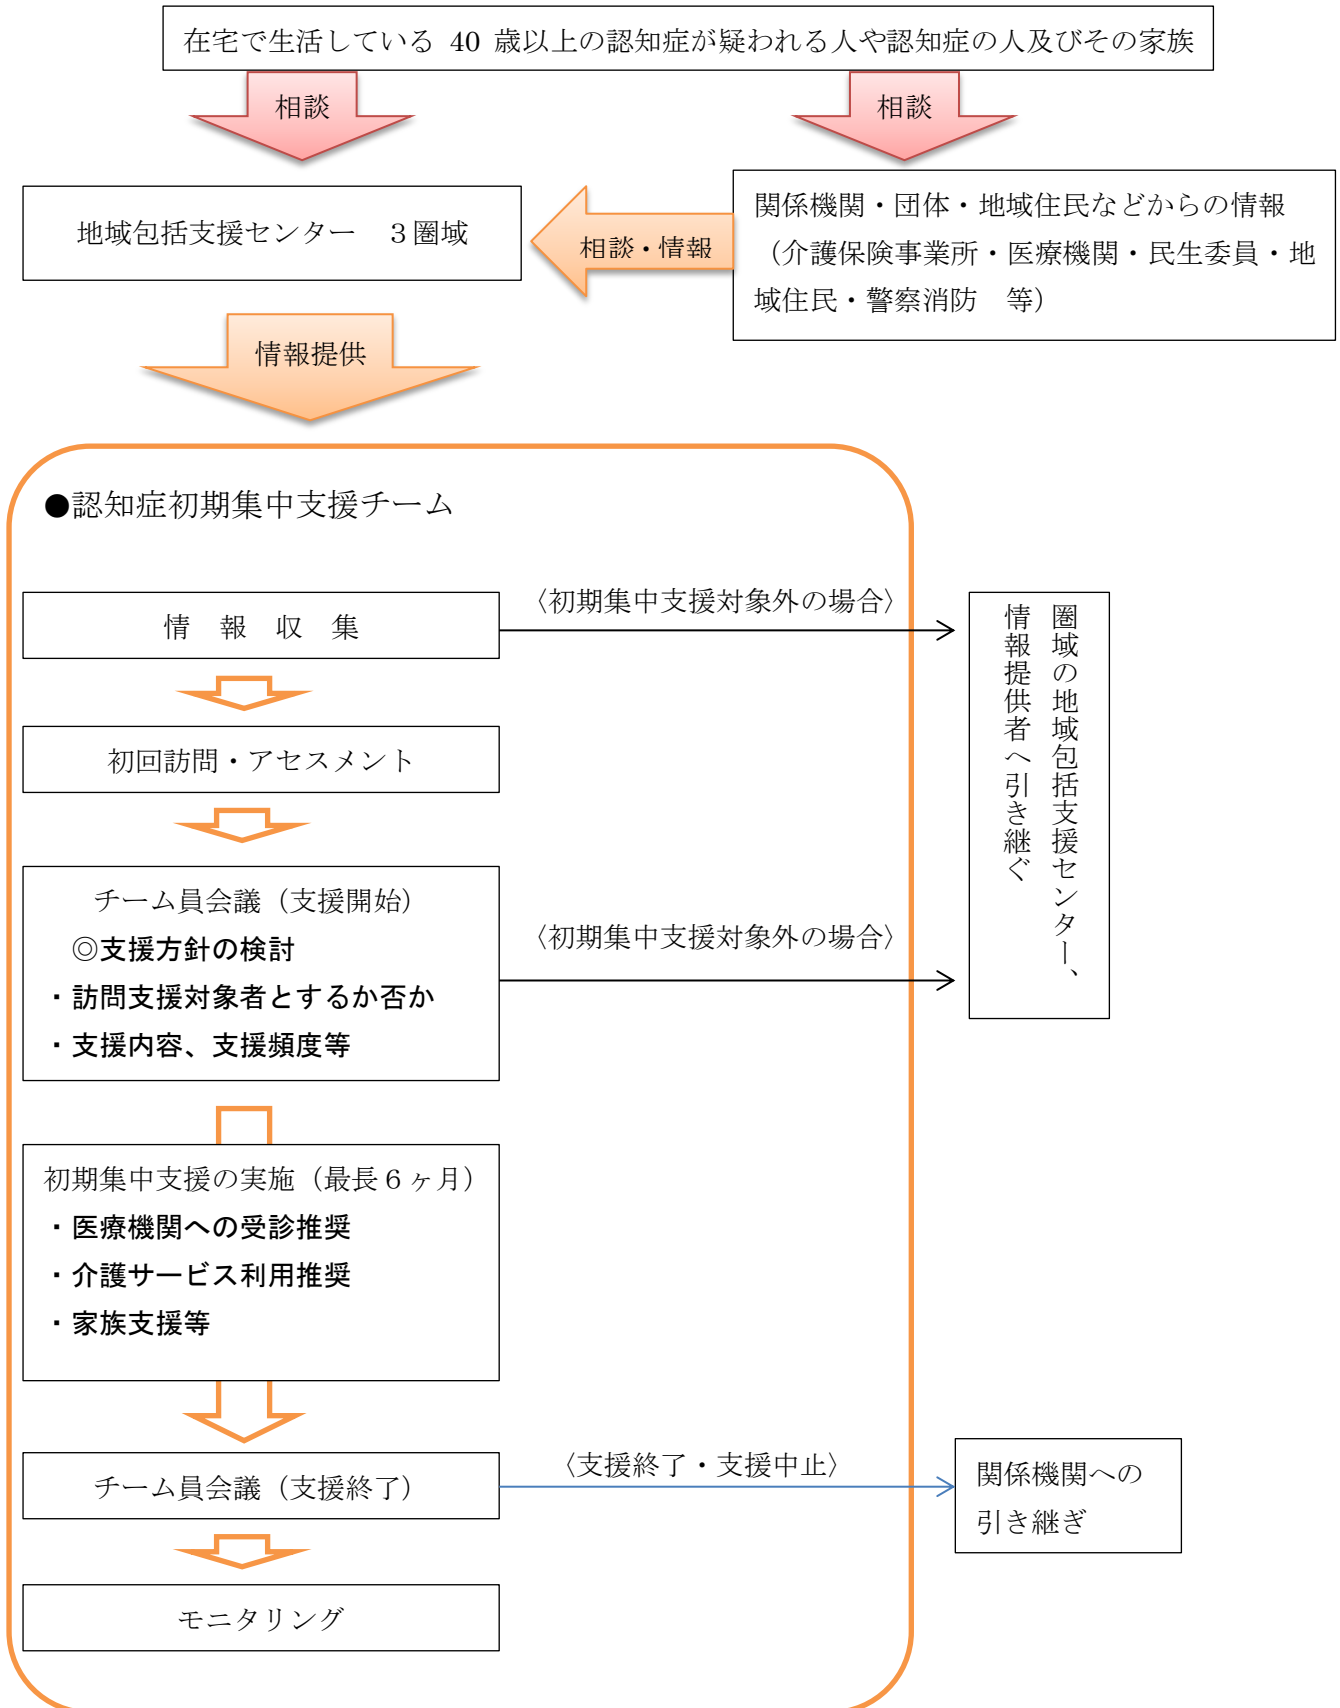 在宅で生活している 40 歳以上の認知症が疑われる人や認知症の人及びその家族
相談
相談
地域包括支援センター　３圏域
相談・情報
関係機関・団体・地域住民などからの情報
（介護保険事業所・医療機関・民生委員・地
域住民・警察消防　等）
情報提供
●認知症初期集中支援チーム
情　報　収　集
〈初期集中支援対象外の場合〉
圏域の地域包括支援センター、
情報提供者へ引き継ぐ
初回訪問・アセスメント
チーム員会議（支援開始）
◎支援方針の検討
・訪問支援対象者とするか否か
・支援内容、支援頻度等
〈初期集中支援対象外の場合〉
初期集中支援の実施（最長６ヶ月）
・医療機関への受診推奨
・介護サービス利用推奨
・家族支援等
チーム員会議（支援終了）
〈支援終了・支援中止〉
関係機関への
引き継ぎ
モニタリング